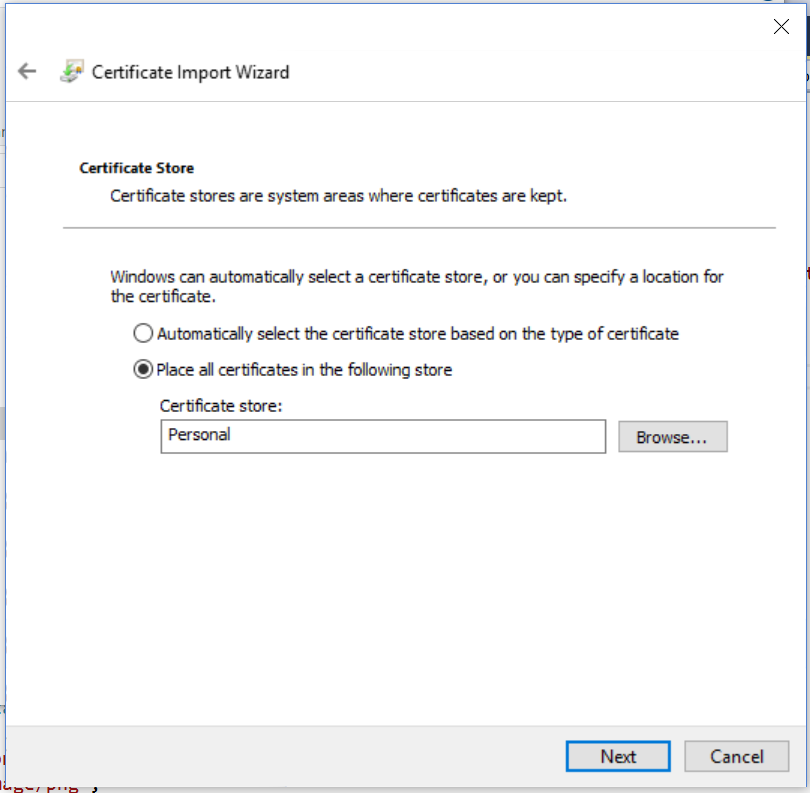 Certificate Import Wizard
Certificate Store
Certificate stores are system areas where certificates are kept.
Windows can automatically select a certificate store, or you can specify a location for
the certificate.
Automatically select the certificate store based on the type of certificate
Place all certificates in the following store
Certificate store:
Personal
Browse...
Next
Cancel